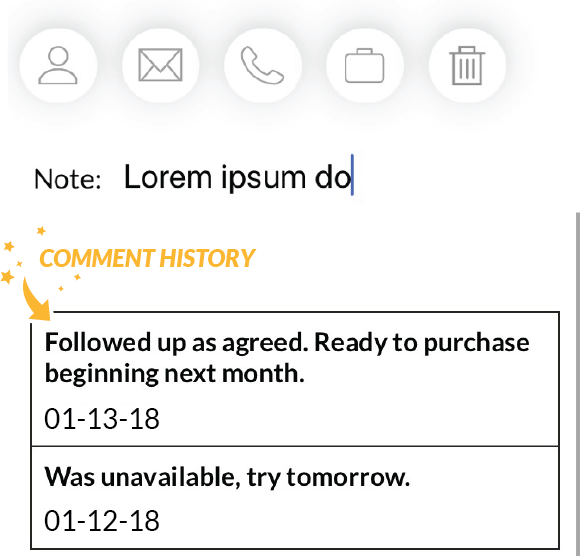 Note: Lorem ipsum do
COMMENT HISTORY
Followed up as agreed. Ready to purchase
beginning next month.
01-13-18
Was unavailable, try tomorrow.
01-12-18